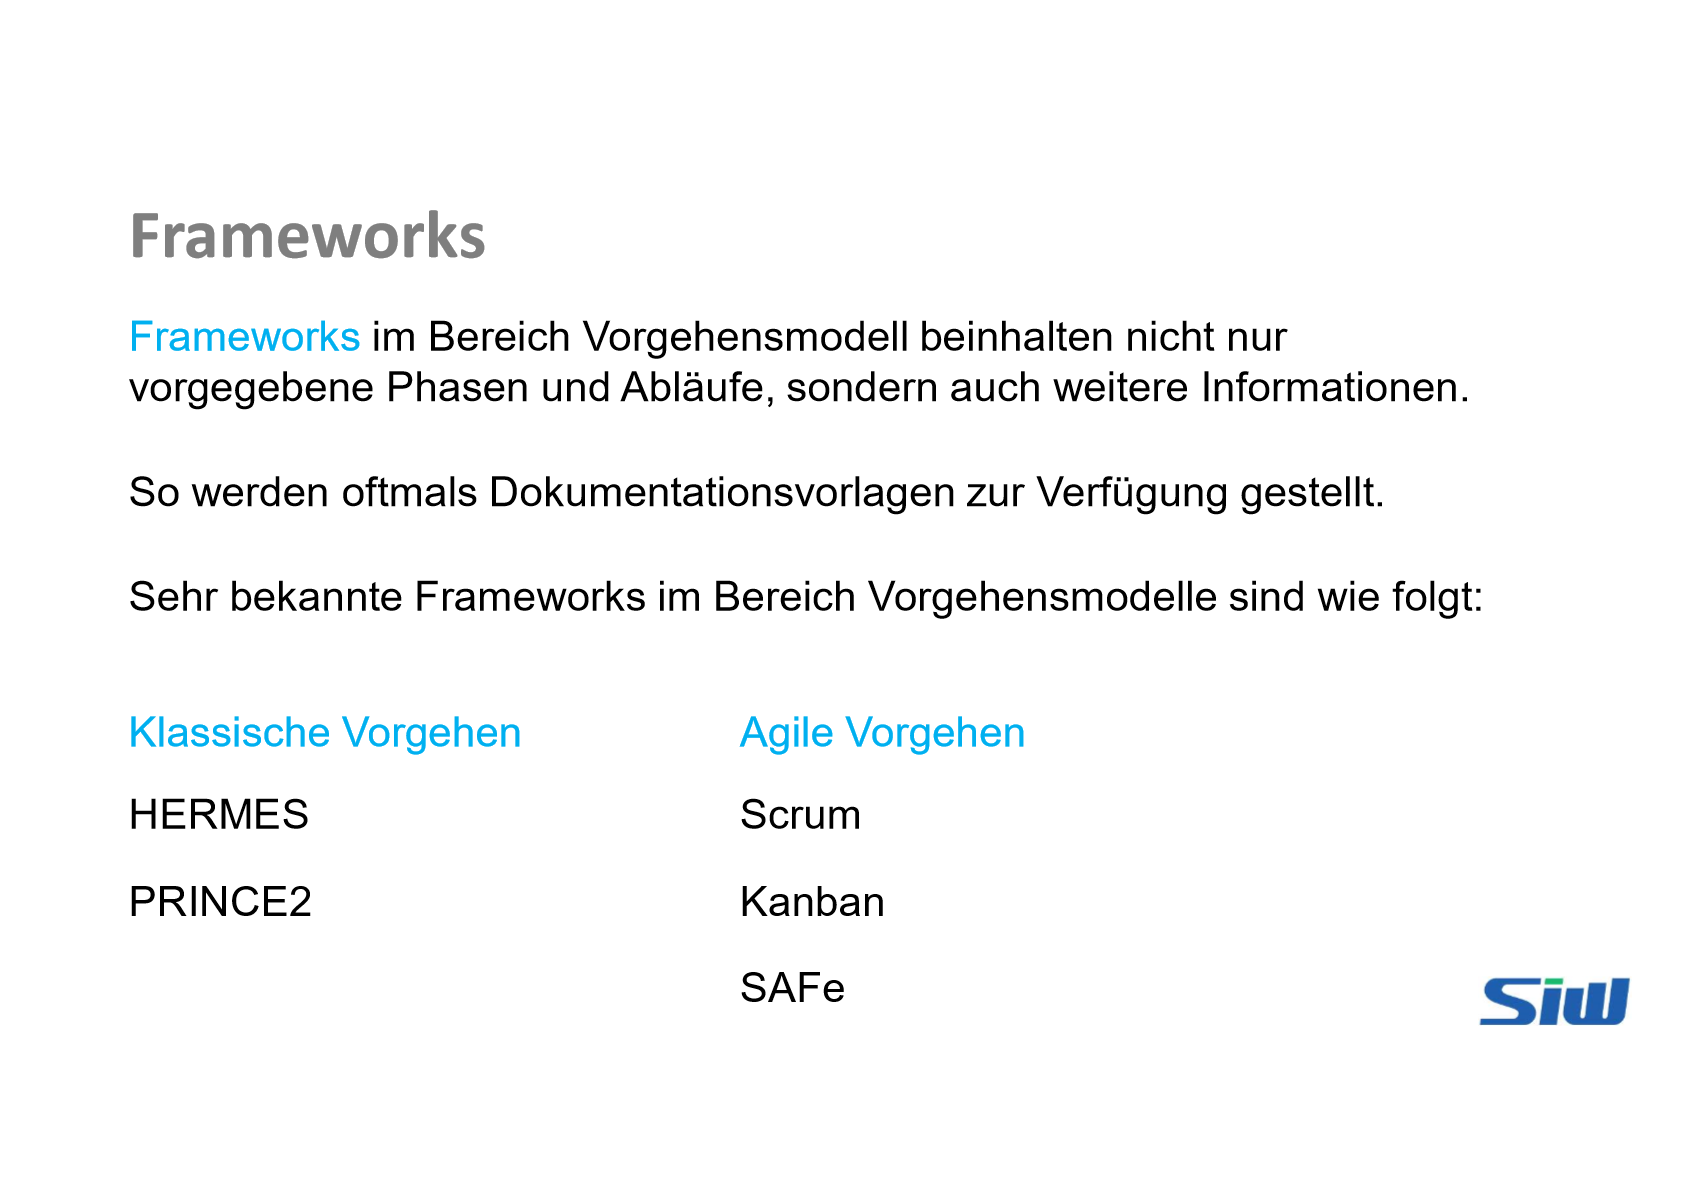 Frameworks
Frameworks im Bereich Vorgehensmodell beinhalten nicht nur
vorgegebene Phasen und Abläufe, sondern auch weitere Informationen.
So werden oftmals Dokumentationsvorlagen zur Verfügung gestellt.
Sehr bekannte Frameworks im Bereich Vorgehensmodelle sind wie folgt:
Klassische Vorgehen
HERMES
PRINCE2
Agile Vorgehen
Scrum
Kanban
SAFe
Siw